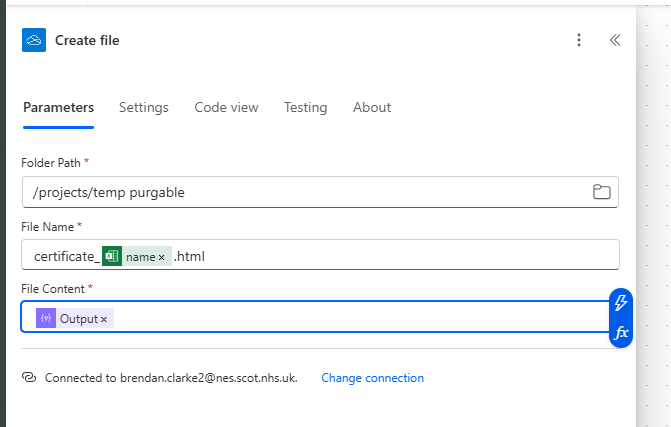 Create file
Parameters Settings Code view Testing About
Folder Path *
/projects/temp purgable
File Name *
certificate_ name × .html
File Content *
{v} Output ×
fx
Connected to brendan.clarke2@nes.scot.nhs.uk. Change connection